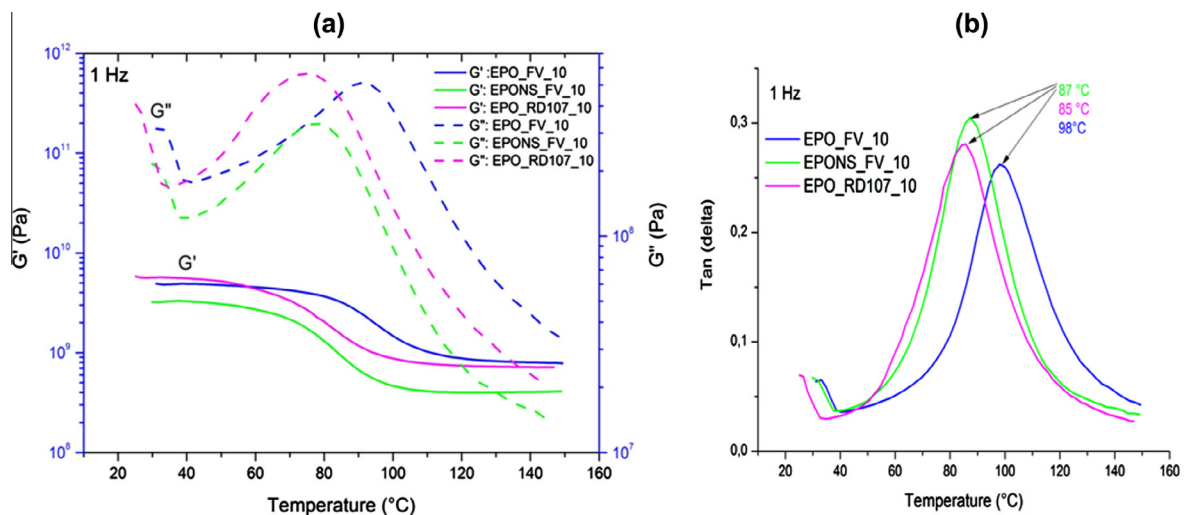 (a)
10¹²
10¹¹
10¹⁰
10⁹
10⁸
G' (Pa)
1 Hz
G"
G'
G' :EPO_FV_10
G': EPONS_FV_10
G': EPO_RD107_10
G": EPO_FV_10
G": EPONS_FV_10
G": EPO_RD107_10
10⁸
10⁷
G" (Pa)
20 40 60 80 100 120 140 160
Temperature (°C)
(b)
1 Hz
87 °C
85 °C
98°C
EPO_FV_10
EPONS_FV_10
EPO_RD107_10
0,3
0,2
0,1
0,0
Tan (delta)
20 40 60 80 100 120 140 160
Temperature (°C)